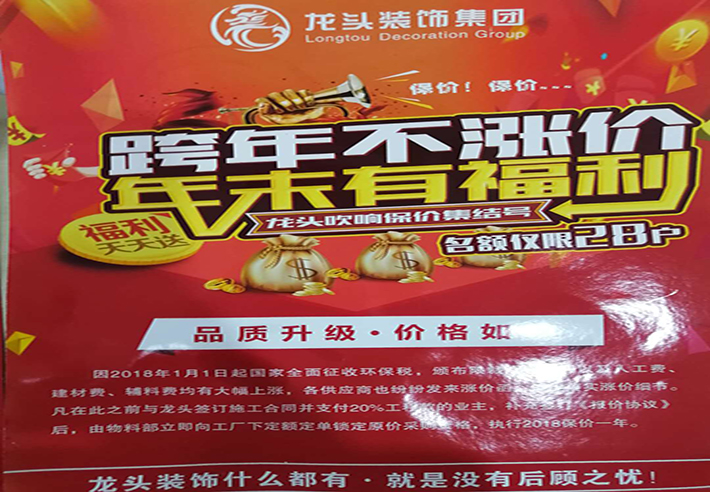 龙头装饰集团
Longtou Decoration Group
保价！保价~~~
跨年不涨价
年末有福利
福利
天天送
龙头吹响保价集结号
名额仅限28户
品质升级·价格如
因2018年1月1日起国家全面征收环保税，颁布限 人工费、
建材费、辅料费均有大幅上涨，各供应商也纷纷发来涨价函 实涨价细节。
凡在此之前与龙头签订施工合同并支付20%工 的业主，补充 《报价协议》
后，由物料部立即向工厂下定额定单锁定原价采购 格，执行2018保价一年。
龙头装饰什么都有·就是没有后顾之忧！